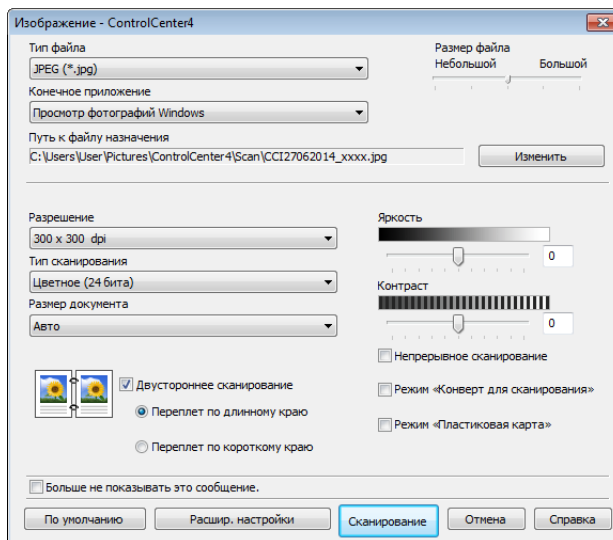 Изображение - ControlCenter4
Тип файла
JPEG (*.jpg)
Размер файла
Небольшой Большой
Конечное приложение
Просмотр фотографий Windows
Путь к файлу назначения
C:\Users\User\Pictures\ControlCenter4\Scan\CCI27062014_xxxx.jpg
Изменить
Разрешение
300 x 300 dpi
Тип сканирования
Цветное (24 бита)
Размер документа
Авто
Яркость
0
Контраст
0
Непрерывное сканирование
Режим «Конверт для сканирования»
Режим «Пластиковая карта»
Двустороннее сканирование
Переплет по длинному краю
Переплет по короткому краю
Больше не показывать это сообщение.
По умолчанию Расшир. настройки Сканирование Отмена Справка